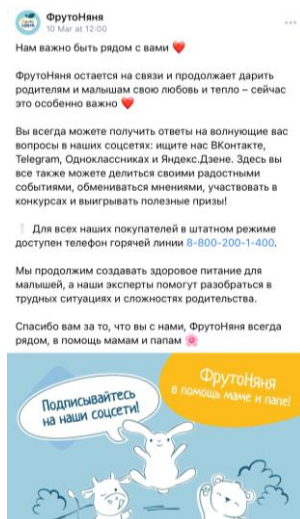 ФрутоНяня
10 Mar at 12:00
Нам важно быть рядом с вами ❤️
ФрутоНяня остается на связи и продолжает дарить
родителям и малышам свою любовь и тепло – сейчас
это особенно важно ❤️
Вы всегда можете получить ответы на волнующие вас
вопросы в наших соцсетях: ищите нас ВКонтакте,
Telegram, Одноклассниках и Яндекс.Дзене. Здесь вы
все также можете делиться своими радостными
событиями, обмениваться мнениями, участвовать в
конкурсах и выигрывать полезные призы!
❕ Для всех наших покупателей в штатном режиме
доступен телефон горячей линии 8-800-200-1-400.
Мы продолжим создавать здоровое питание для
малышей, а наши эксперты помогут разобраться в
трудных ситуациях и сложностях родительства.
Спасибо вам за то, что вы с нами, ФрутоНяня всегда
рядом, в помощь мамам и папам 🌸
ФрутоНяня
в помощь маме и папе!
Подписывайтесь
на наши соцсети!